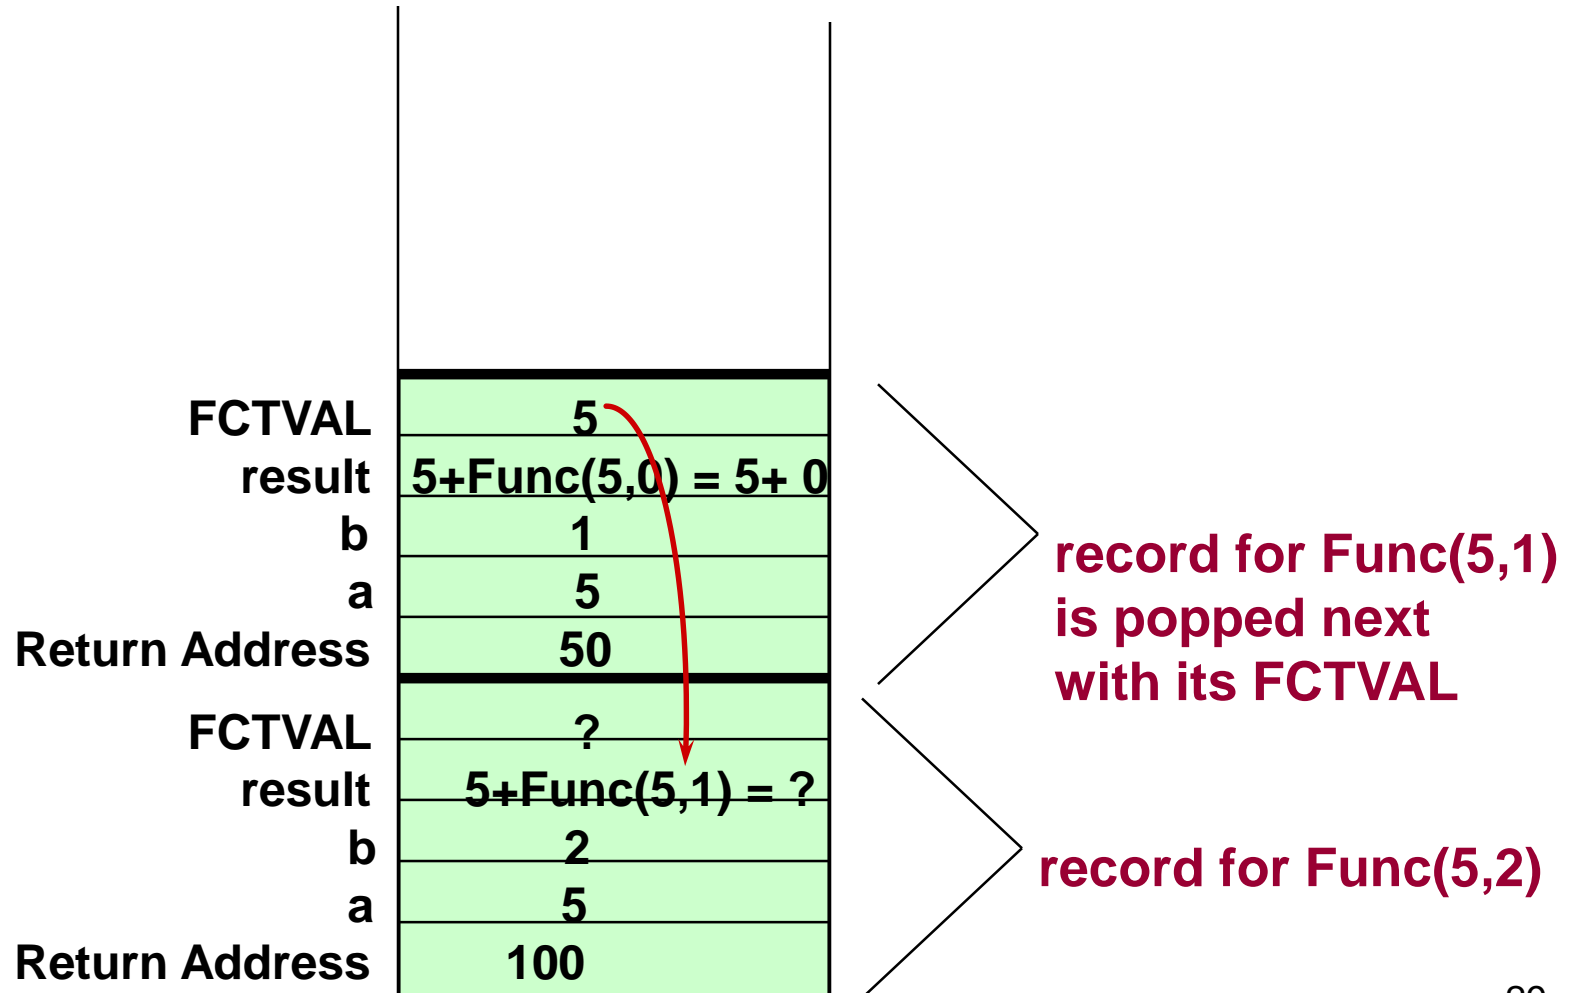 FCTVAL 5
result 5+Func(5,0) = 5+ 0
b 1
a 5
Return Address 50
record for Func(5,1)
is popped next
with its FCTVAL
FCTVAL ?
result 5+Func(5,1) = ?
b 2
a 5
Return Address 100
record for Func(5,2)